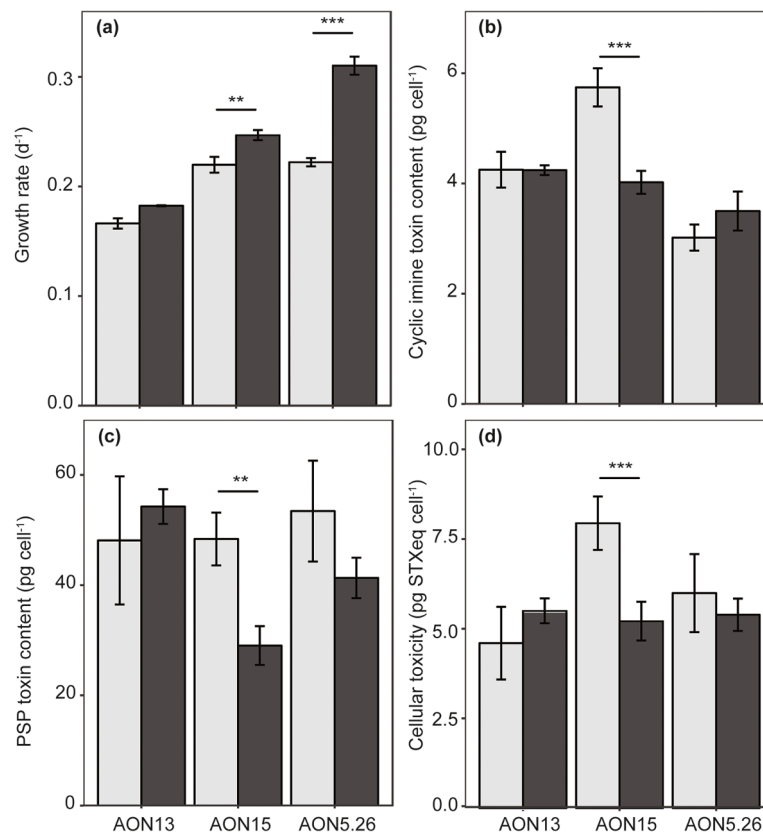 (a)
***
**
0.3
0.2
0.1
0.0
Growth rate (d⁻¹)
(b)
***
6
4
2
0
Cyclic imine toxin content (pg cell⁻¹)
(c)
**
60
40
20
0
PSP toxin content (pg cell⁻¹)
AON13 AON15 AON5.26
(d)
***
10.0
7.5
5.0
2.5
0.0
Cellular toxicity (pg STXeq cell⁻¹)
AON13 AON15 AON5.26